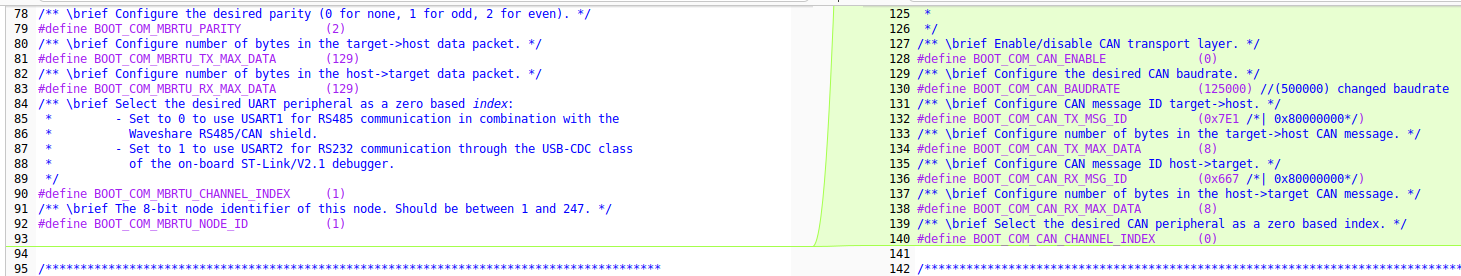 78 /** \brief Configure the desired parity (0 for none, 1 for odd, 2 for even). */
79 #define BOOT_COM_MBRTU_PARITY (2)
80 /** \brief Configure number of bytes in the target->host data packet. */
81 #define BOOT_COM_MBRTU_TX_MAX_DATA (129)
82 /** \brief Configure number of bytes in the host->target data packet. */
83 #define BOOT_COM_MBRTU_RX_MAX_DATA (129)
84 /** \brief Select the desired UART peripheral as a zero based index:
85 * - Set to 0 to use USART1 for RS485 communication in combination with the
86 * Waveshare RS485/CAN shield.
87 * - Set to 1 to use USART2 for RS232 communication through the USB-CDC class
88 * of the on-board ST-Link/V2.1 debugger.
89 */
90 #define BOOT_COM_MBRTU_CHANNEL_INDEX (1)
91 /** \brief The 8-bit node identifier of this node. Should be between 1 and 247. */
92 #define BOOT_COM_MBRTU_NODE_ID (1)
93
94
95 /****************************************************************************************
125 *
126 */
127 /** \brief Enable/disable CAN transport layer. */
128 #define BOOT_COM_CAN_ENABLE (0)
129 /** \brief Configure the desired CAN baudrate. */
130 #define BOOT_COM_CAN_BAUDRATE (125000) //(500000) changed baudrate
131 /** \brief Configure CAN message ID target->host. */
132 #define BOOT_COM_CAN_TX_MSG_ID (0x7E1 /*| 0x80000000*/)
133 /** \brief Configure number of bytes in the target->host CAN message. */
134 #define BOOT_COM_CAN_TX_MAX_DATA (8)
135 /** \brief Configure CAN message ID host->target. */
136 #define BOOT_COM_CAN_RX_MSG_ID (0x667 /*| 0x80000000*/)
137 /** \brief Configure number of bytes in the host->target CAN message. */
138 #define BOOT_COM_CAN_RX_MAX_DATA (8)
139 /** \brief Select the desired CAN peripheral as a zero based index. */
140 #define BOOT_COM_CAN_CHANNEL_INDEX (0)
141
142 /****************************************************************************